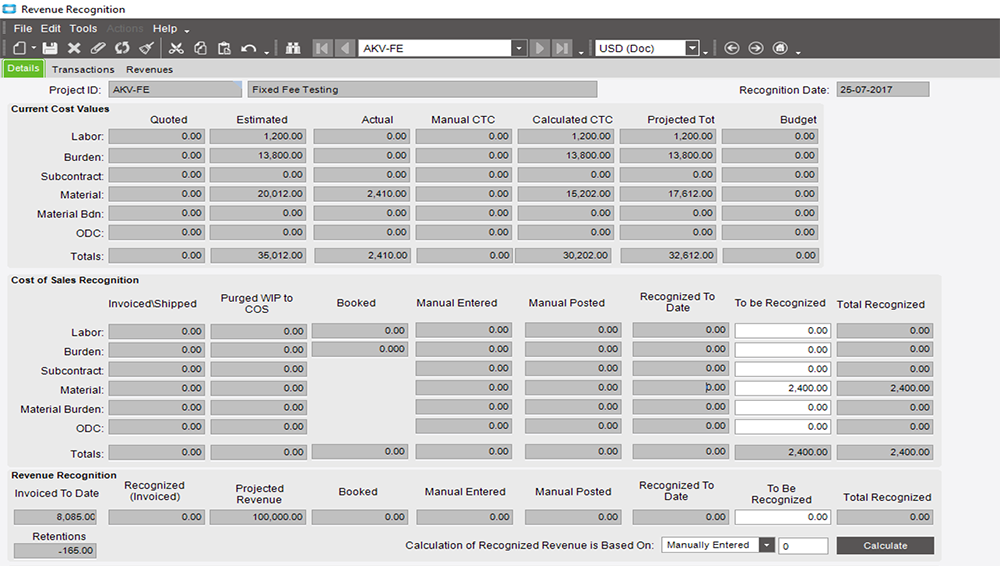 Revenue Recognition
File Edit Tools Actions Help
AKV-FE USD (Doc)
Details Transactions Revenues
Project ID: AKV-FE Fixed Fee Testing Recognition Date: 25-07-2017
Current Cost Values
Quoted Estimated Actual Manual CTC Calculated CTC Projected Tot Budget
Labor: 0.00 1,200.00 0.00 0.00 1,200.00 1,200.00 0.00
Burden: 0.00 13,800.00 0.00 0.00 13,800.00 13,800.00 0.00
Subcontract: 0.00 0.00 0.00 0.00 0.00 0.00 0.00
Material: 0.00 20,012.00 2,410.00 0.00 15,202.00 17,612.00 0.00
Material Bdn: 0.00 0.00 0.00 0.00 0.00 0.00 0.00
ODC: 0.00 0.00 0.00 0.00 0.00 0.00 0.00
Totals: 0.00 35,012.00 2,410.00 0.00 30,202.00 32,612.00 0.00
Cost of Sales Recognition
Invoiced\Shipped Purged WIP to COS Booked Manual Entered Manual Posted Recognized To Date To be Recognized Total Recognized
Labor: 0.00 0.00 0.00 0.00 0.00 0.00 0.00 0.00
Burden: 0.00 0.00 0.000 0.00 0.00 0.00 0.00 0.00
Subcontract: 0.00 0.00 0.00 0.00 0.00 0.00 0.00
Material: 0.00 0.00 0.00 0.00 0.00 2,400.00 2,400.00
Material Burden: 0.00 0.00 0.00 0.00 0.00 0.00 0.00
ODC: 0.00 0.00 0.00 0.00 0.00 0.00 0.00
Totals: 0.00 0.00 0.00 0.00 0.00 0.00 2,400.00 2,400.00
Revenue Recognition
Invoiced To Date Recognized (Invoiced) Projected Revenue Booked Manual Entered Manual Posted Recognized To Date To Be Recognized Total Recognized
8,085.00 0.00 100,000.00 0.00 0.00 0.00 0.00 0.00 0.00
Retentions
-165.00 Calculation of Recognized Revenue is Based On: Manually Entered 0 Calculate